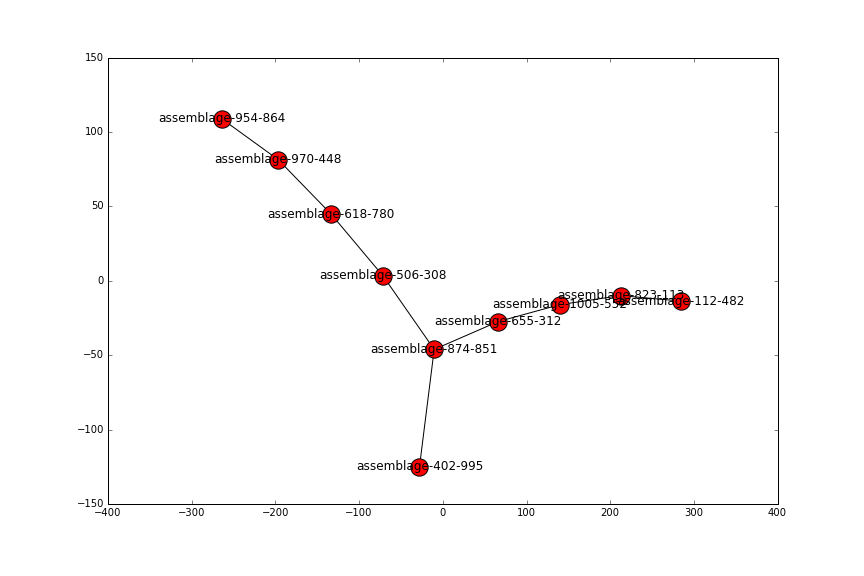 150
100
50
0
−50
−100
−150
−400
−300
−200
−100
0
100
200
300
400
assemblage-954-864
assemblage-970-448
assemblage-618-780
assemblage-506-308
assemblage-823-113
assemblage-112-482
assemblage-1005-552
assemblage-655-312
assemblage-874-851
assemblage-402-995